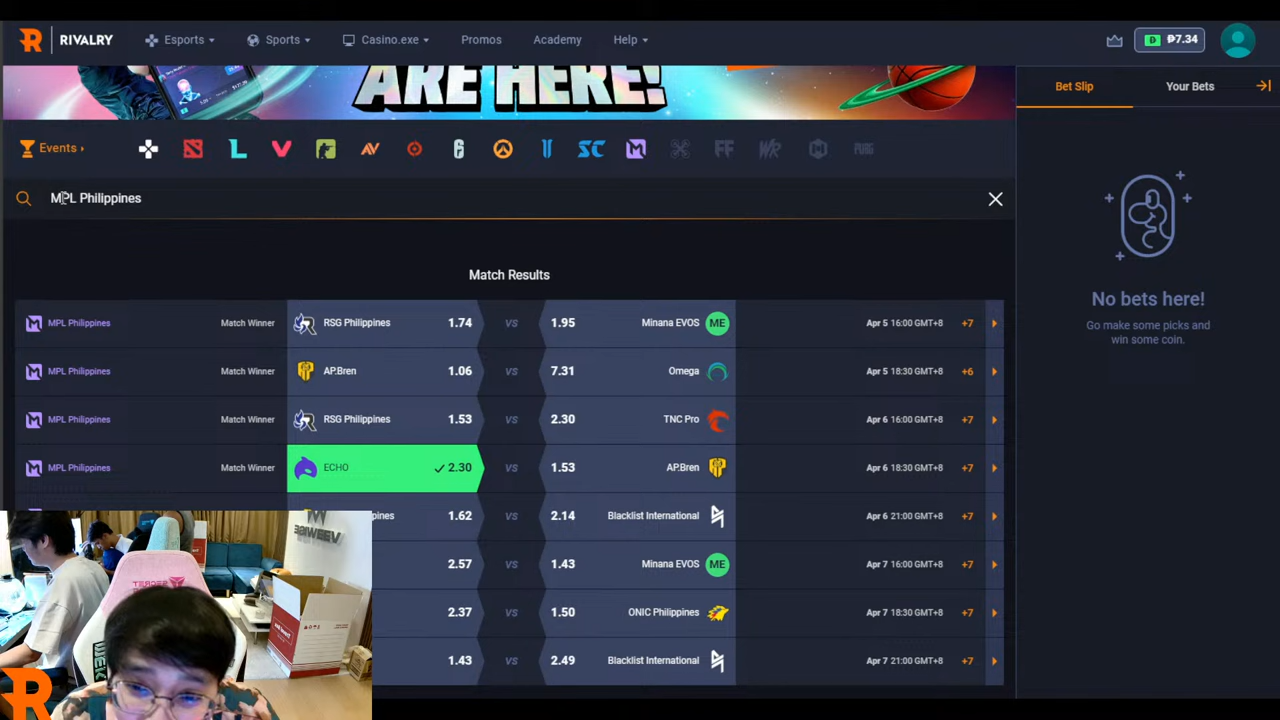 RIVALRY
Esports
Sports
Casino.exe
Promos
Academy
Help
₱7.34
ARE HERE!
Bet Slip
Your Bets
Events
MPL Philippines
Match Results
MPL Philippines Match Winner RSG Philippines 1.74 VS 1.95 Minana EVOS ME Apr 5 16:00 GMT+8 +7
MPL Philippines Match Winner AP.Bren 1.06 VS 7.31 Omega Apr 5 18:30 GMT+8 +6
MPL Philippines Match Winner RSG Philippines 1.53 VS 2.30 TNC Pro Apr 6 16:00 GMT+8 +7
MPL Philippines Match Winner ECHO 2.30 VS 1.53 AP.Bren Apr 6 18:30 GMT+8 +7
1.62 VS 2.14 Blacklist International Apr 6 21:00 GMT+8 +7
2.57 VS 1.43 Minana EVOS ME Apr 7 16:00 GMT+8 +7
2.37 VS 1.50 ONIC Philippines Apr 7 18:30 GMT+8 +7
1.43 VS 2.49 Blacklist International Apr 7 21:00 GMT+8 +7
No bets here!
Go make some picks and
win some coin.